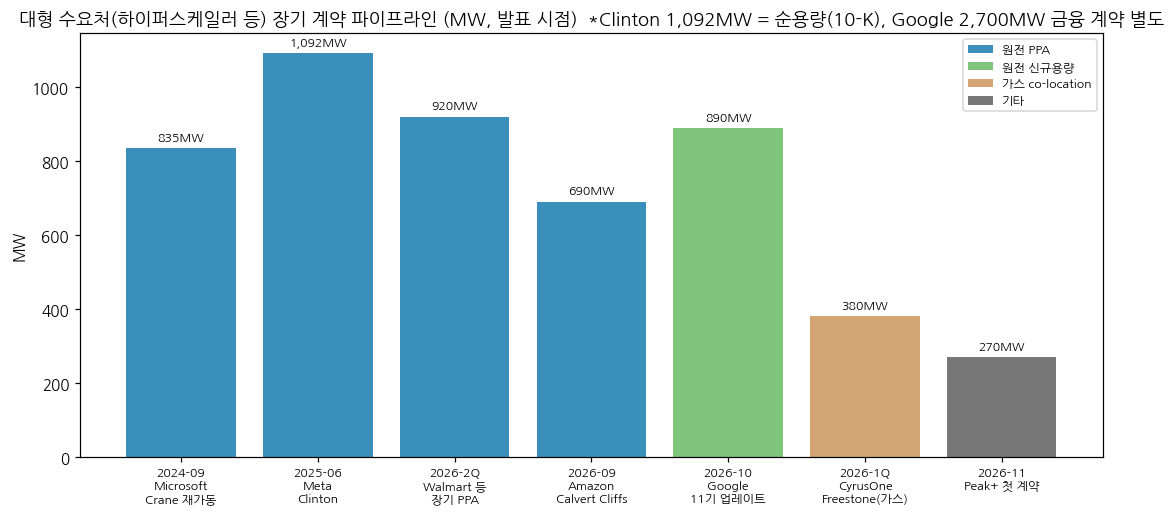 대형 수요처(하이퍼스케일러 등) 장기 계약 파이프라인 (MW, 발표 시점)  *Clinton 1,092MW = 순용량(10-K), Google 2,700MW 금융 계약 별도
원전 PPA
원전 신규용량
가스 co-location
기타
MW
1000
800
600
400
200
0
835MW
1,092MW
920MW
690MW
890MW
380MW
270MW
2024-09
Microsoft
Crane 재가동
2025-06
Meta
Clinton
2026-2Q
Walmart 등
장기 PPA
2026-09
Amazon
Calvert Cliffs
2026-10
Google
11기 업레이트
2026-1Q
CyrusOne
Freestone(가스)
2026-11
Peak+ 첫 계약